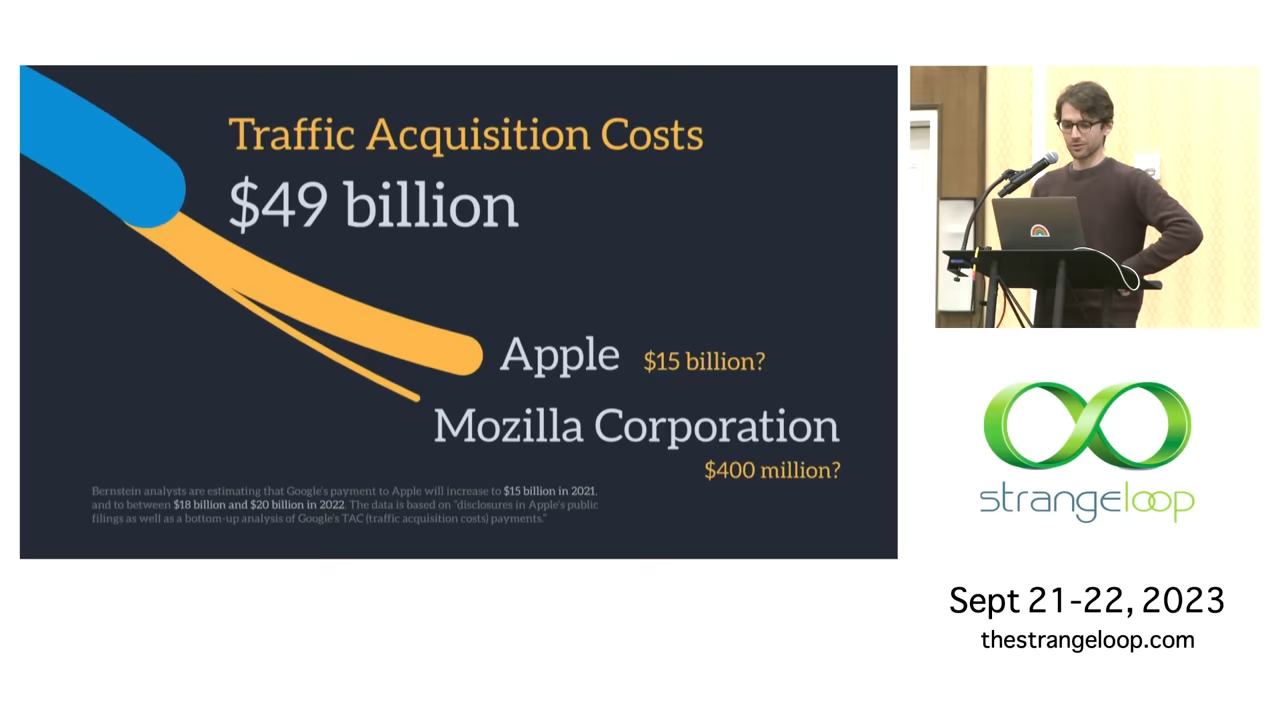 Traffic Acquisition Costs
$49 billion
Apple $15 billion?
Mozilla Corporation
$400 million?
Bernstein analysts are estimating that Google's payment to Apple will increase to $15 billion in 2021,
and to between $18 billion and $20 billion in 2022. The data is based on "disclosures in Apple's public
filings as well as a bottom-up analysis of Google's TAC (traffic acquisition costs) payments."
strangeloop
Sept 21-22, 2023
thestrangeloop.com